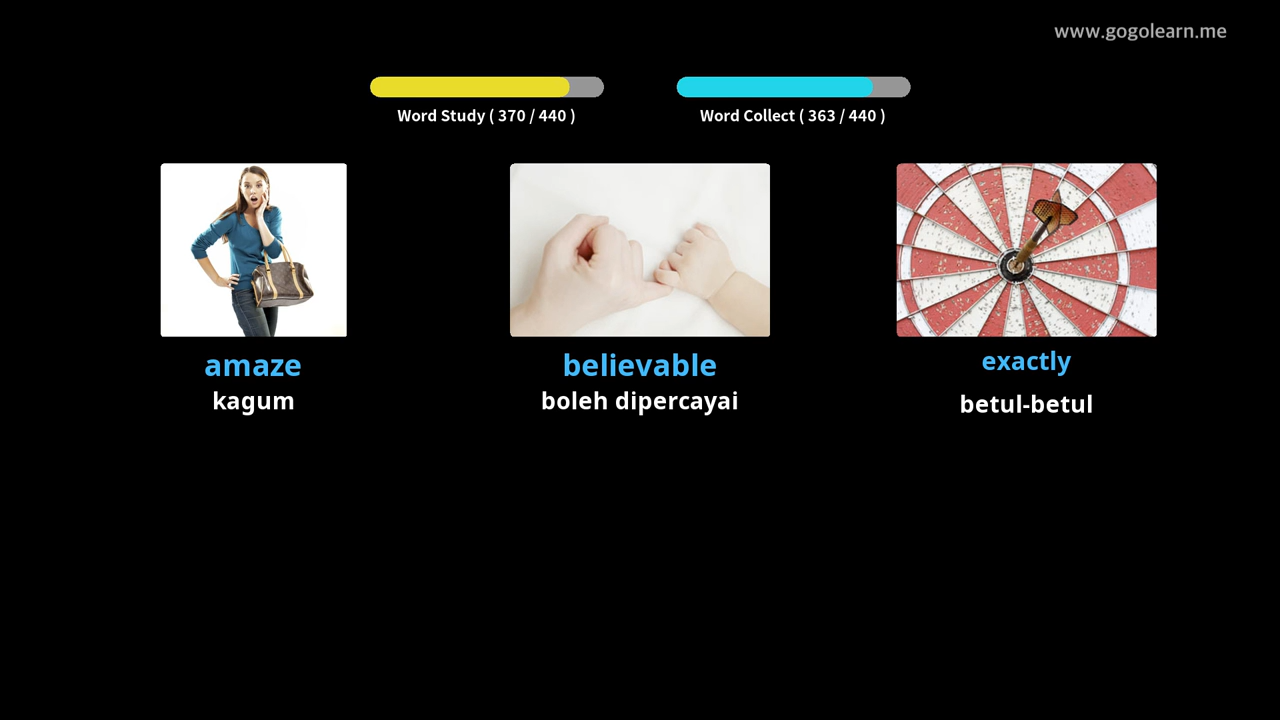 www.gogolearn.me
Word Study ( 370 / 440 )
Word Collect ( 363 / 440 )
amaze
kagum
believable
boleh dipercayai
exactly
betul-betul